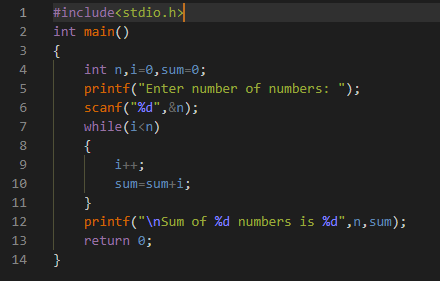 1 #include<stdio.h>
2 int main()
3 {
4     int n,i=0,sum=0;
5     printf("Enter number of numbers: ");
6     scanf("%d",&n);
7     while(i<n)
8     {
9         i++;
10         sum=sum+i;
11     }
12     printf("\nSum of %d numbers is %d",n,sum);
13     return 0;
14 }